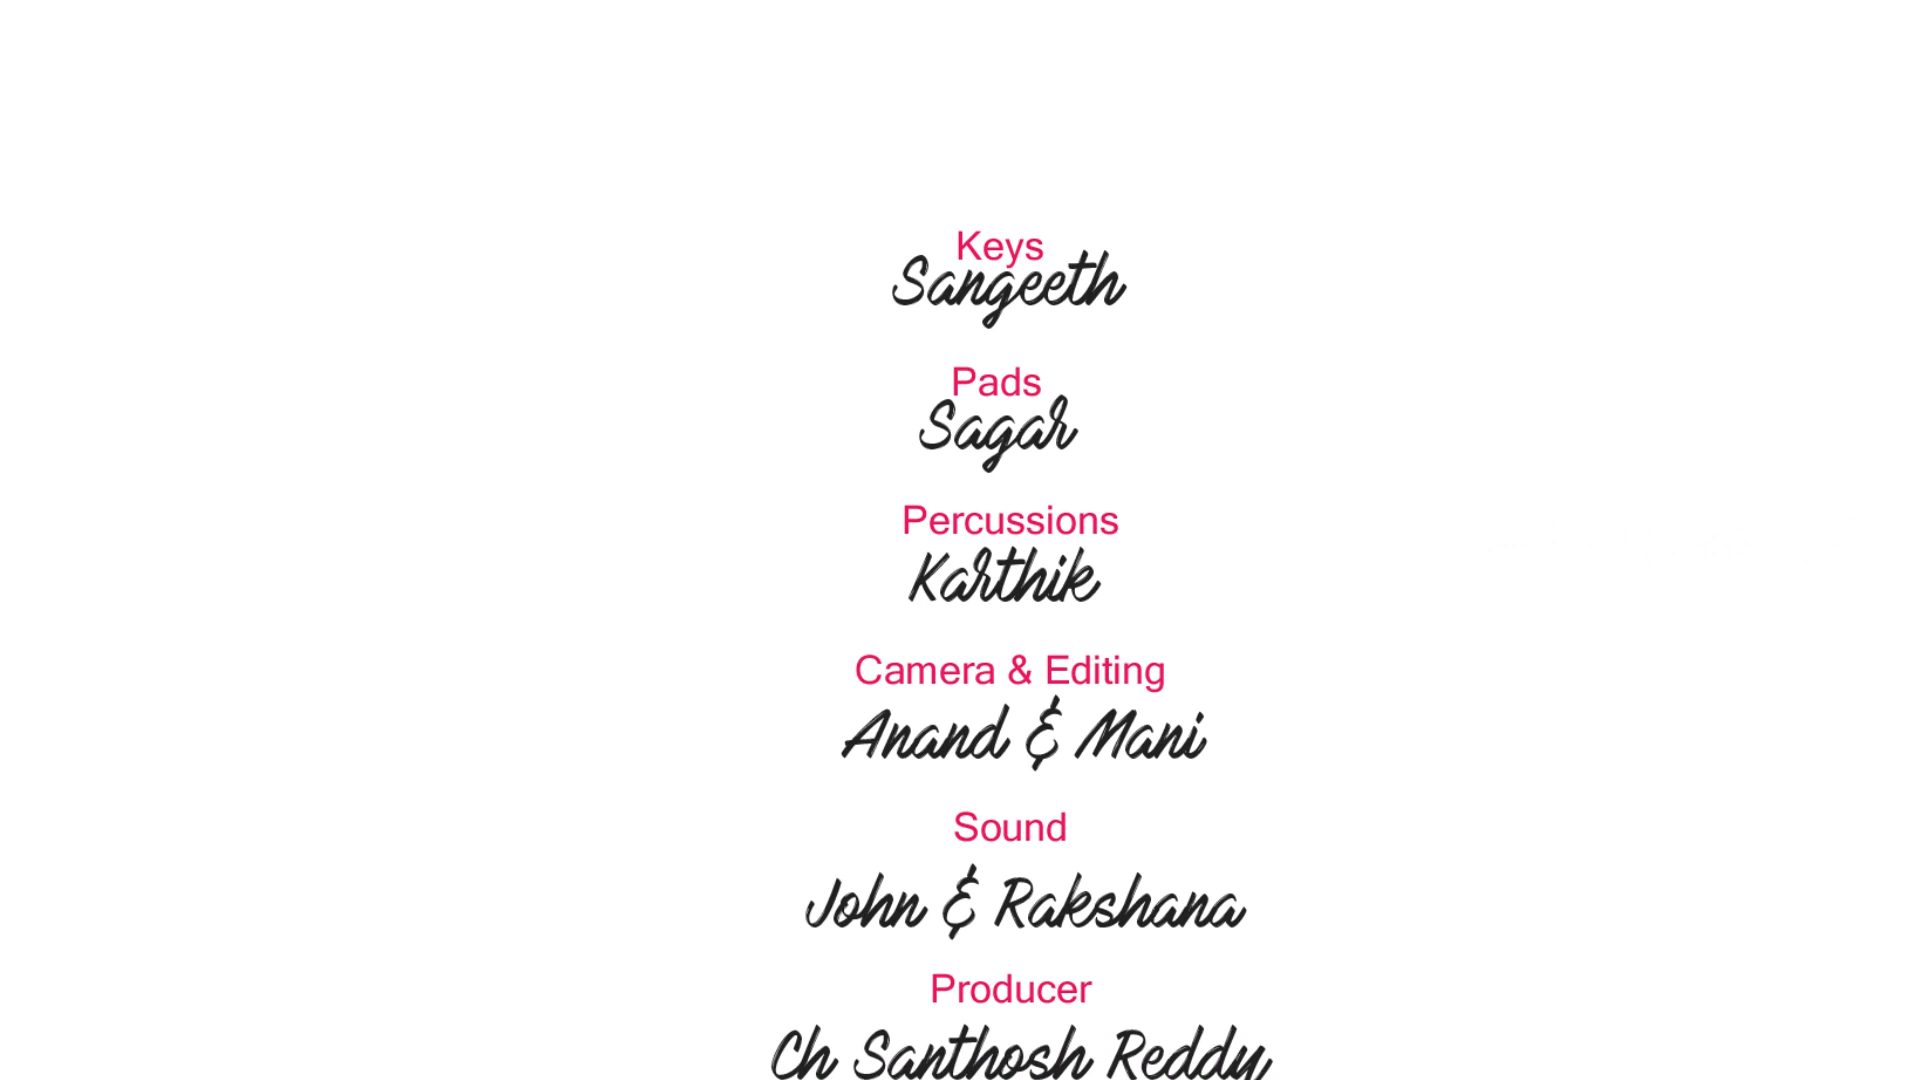 Keys
Sangeeth
Pads
Sagar
Percussions
Karthik
Camera & Editing
Anand & Mani
Sound
John & Rakshana
Producer
Ch Santhosh Reddy